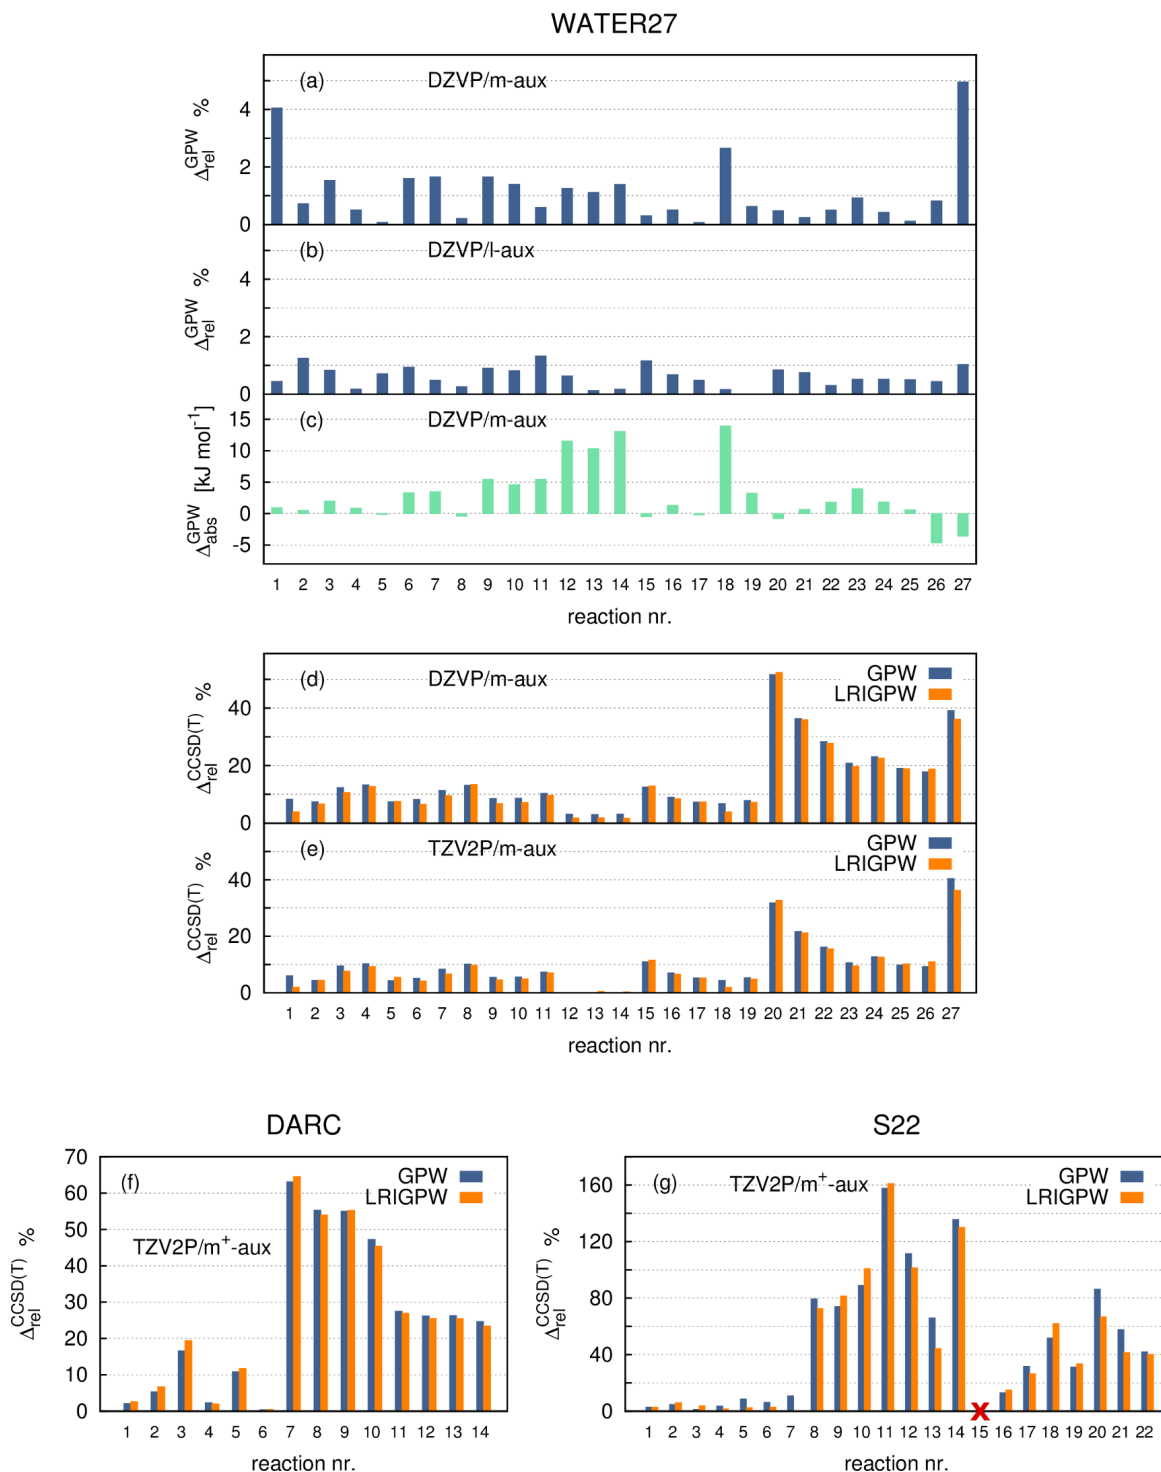 WATER27
(a) DZVP/m-aux
Δ_rel^GPW %
4
2
0
(b) DZVP/l-aux
Δ_rel^GPW %
4
2
0
(c) DZVP/m-aux
Δ_abs^GPW [kJ mol⁻¹]
15
10
5
0
-5
1 2 3 4 5 6 7 8 9 10 11 12 13 14 15 16 17 18 19 20 21 22 23 24 25 26 27
reaction nr.
(d) DZVP/m-aux
GPW
LRIGPW
Δ_rel^CCSD(T) %
40
20
0
(e) TZV2P/m-aux
GPW
LRIGPW
Δ_rel^CCSD(T) %
40
20
0
1 2 3 4 5 6 7 8 9 10 11 12 13 14 15 16 17 18 19 20 21 22 23 24 25 26 27
reaction nr.
DARC
(f)
GPW
LRIGPW
TZV2P/m⁺-aux
Δ_rel^CCSD(T) %
70
60
50
40
30
20
10
0
1 2 3 4 5 6 7 8 9 10 11 12 13 14
reaction nr.
S22
(g) TZV2P/m⁺-aux
GPW
LRIGPW
Δ_rel^CCSD(T) %
160
120
80
40
0
1 2 3 4 5 6 7 8 9 10 11 12 13 14 15 16 17 18 19 20 21 22
reaction nr.